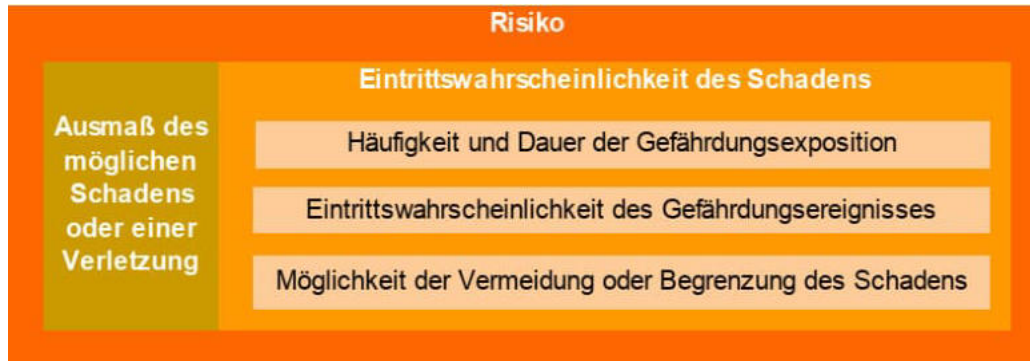 Risiko
Ausmaß des
möglichen
Schadens
oder einer
Verletzung
Eintrittswahrscheinlichkeit des Schadens
Häufigkeit und Dauer der Gefährdungsexposition
Eintrittswahrscheinlichkeit des Gefährdungsereignisses
Möglichkeit der Vermeidung oder Begrenzung des Schadens